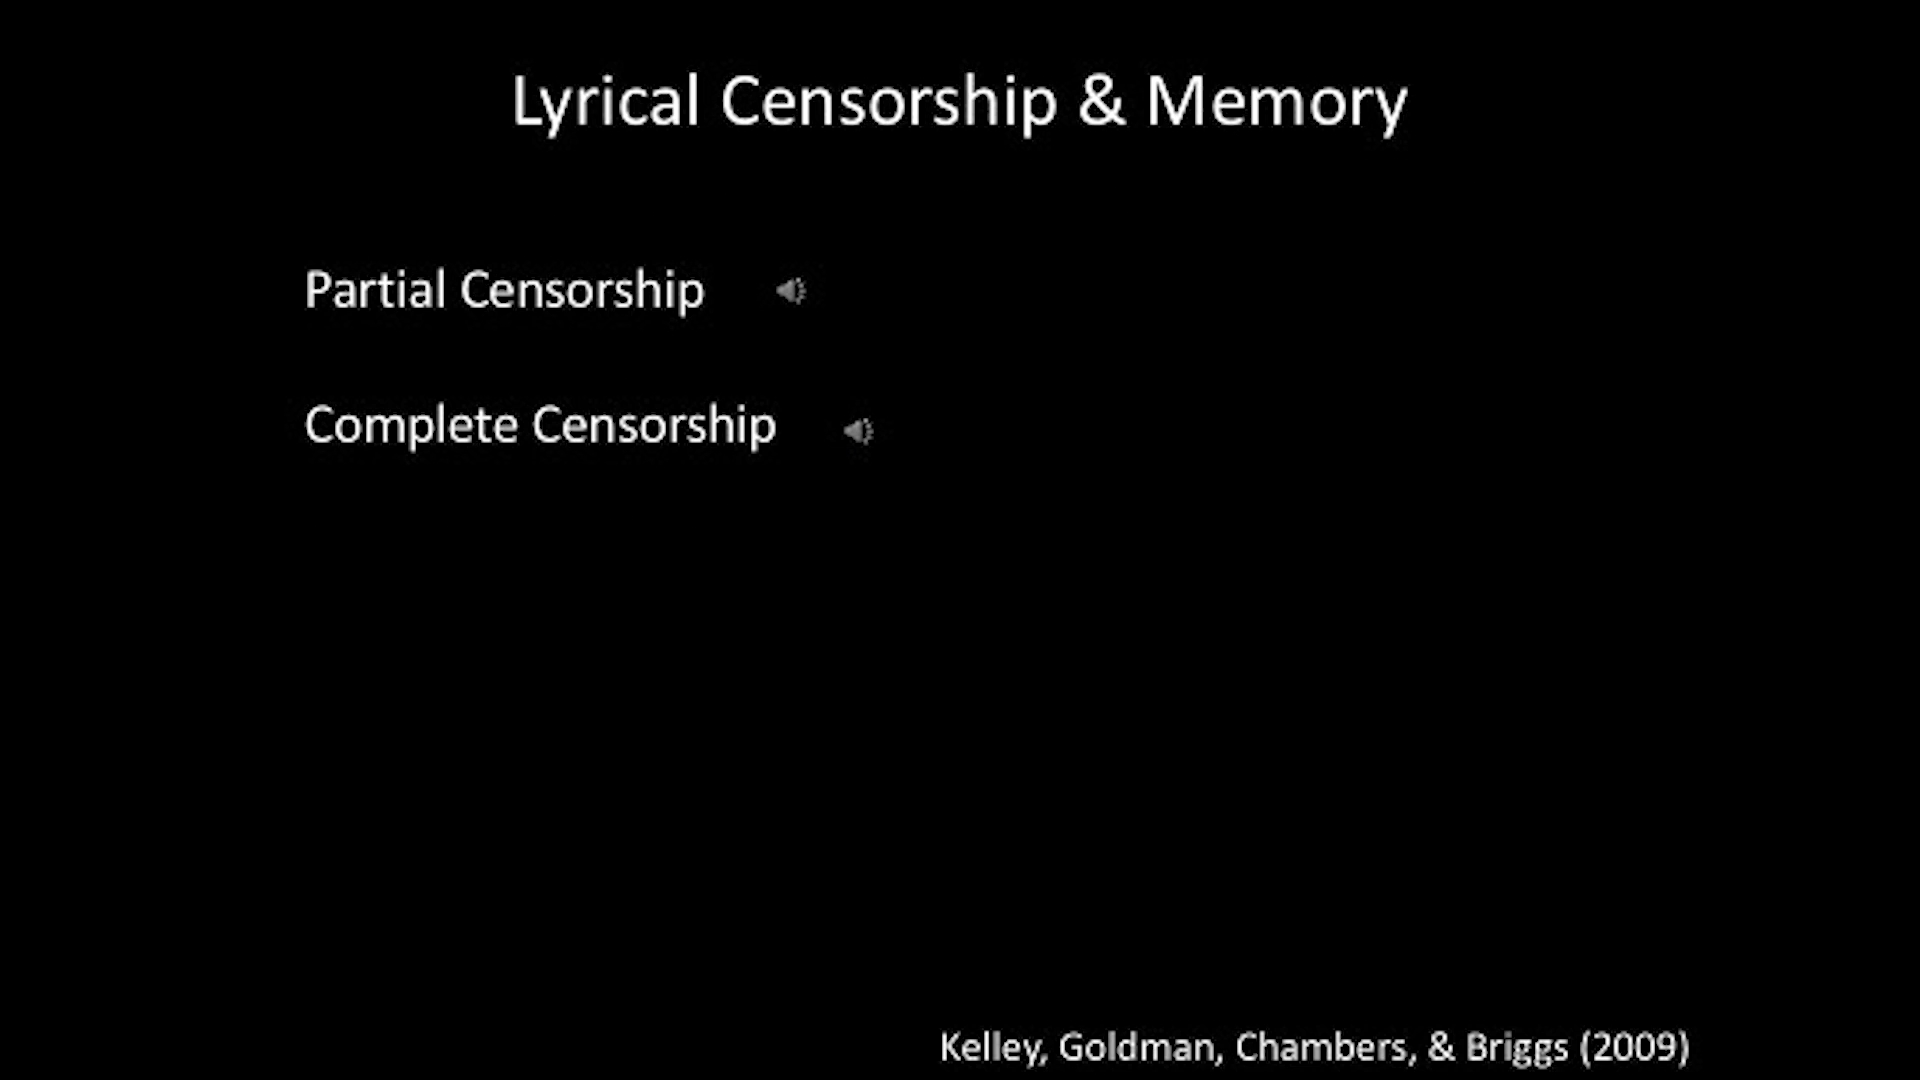 Lyrical Censorship & Memory
Partial Censorship
Complete Censorship
Kelley, Goldman, Chambers, & Briggs (2009)